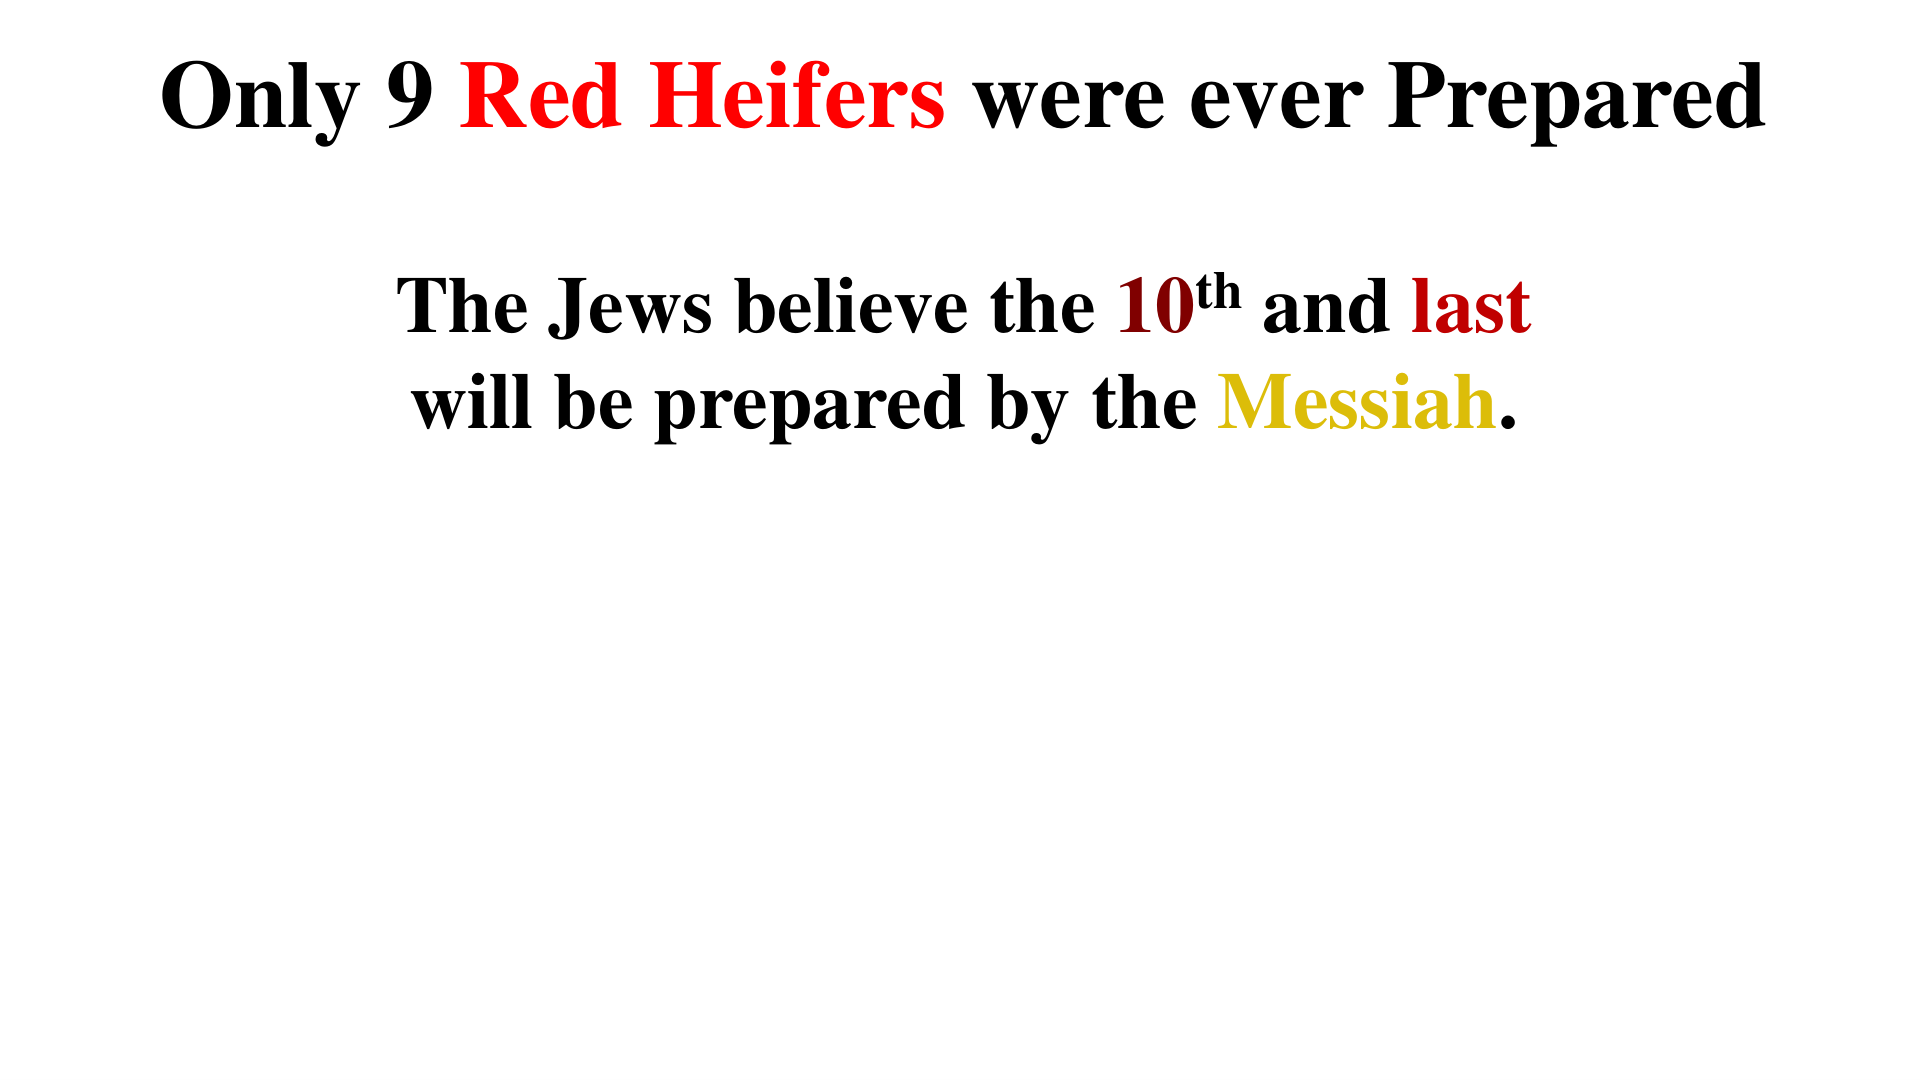 Only 9 Red Heifers were ever Prepared
The Jews believe the 10th and last
will be prepared by the Messiah.